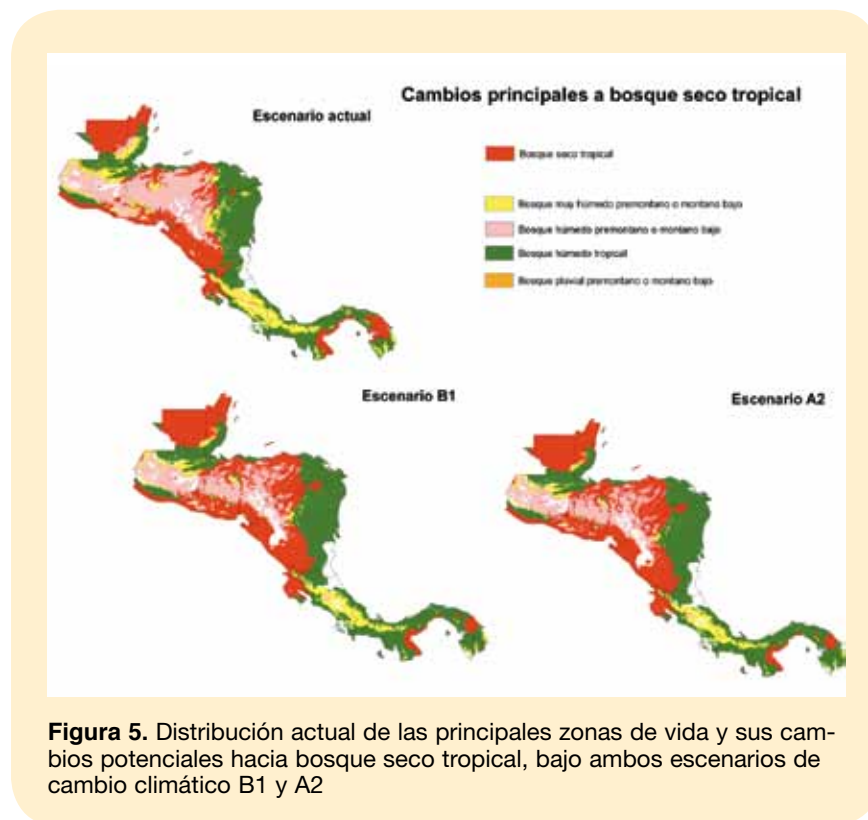 Cambios principales a bosque seco tropical
Escenario actual
Bosque seco tropical
Bosque muy húmedo premontano o montano bajo
Bosque húmedo premontano o montano bajo
Bosque húmedo tropical
Bosque pluvial premontano o montano bajo
Escenario B1
Escenario A2
Figura 5. Distribución actual de las principales zonas de vida y sus cam-
bios potenciales hacia bosque seco tropical, bajo ambos escenarios de
cambio climático B1 y A2